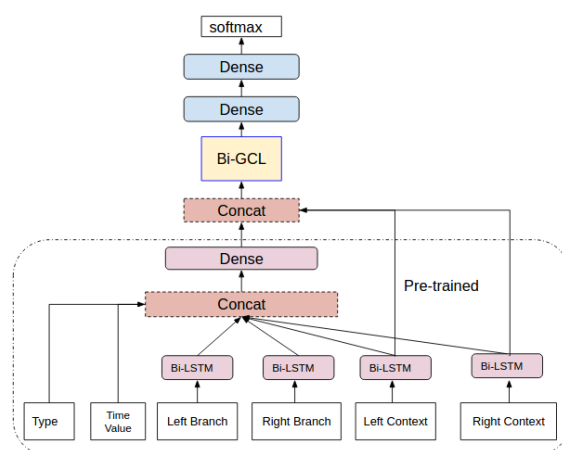 softmax
Dense
Dense
Bi-GCL
Concat
Dense
Pre-trained
Concat
Bi-LSTM
Bi-LSTM
Bi-LSTM
Bi-LSTM
Type
Time
Value
Left Branch
Right Branch
Left Context
Right Context